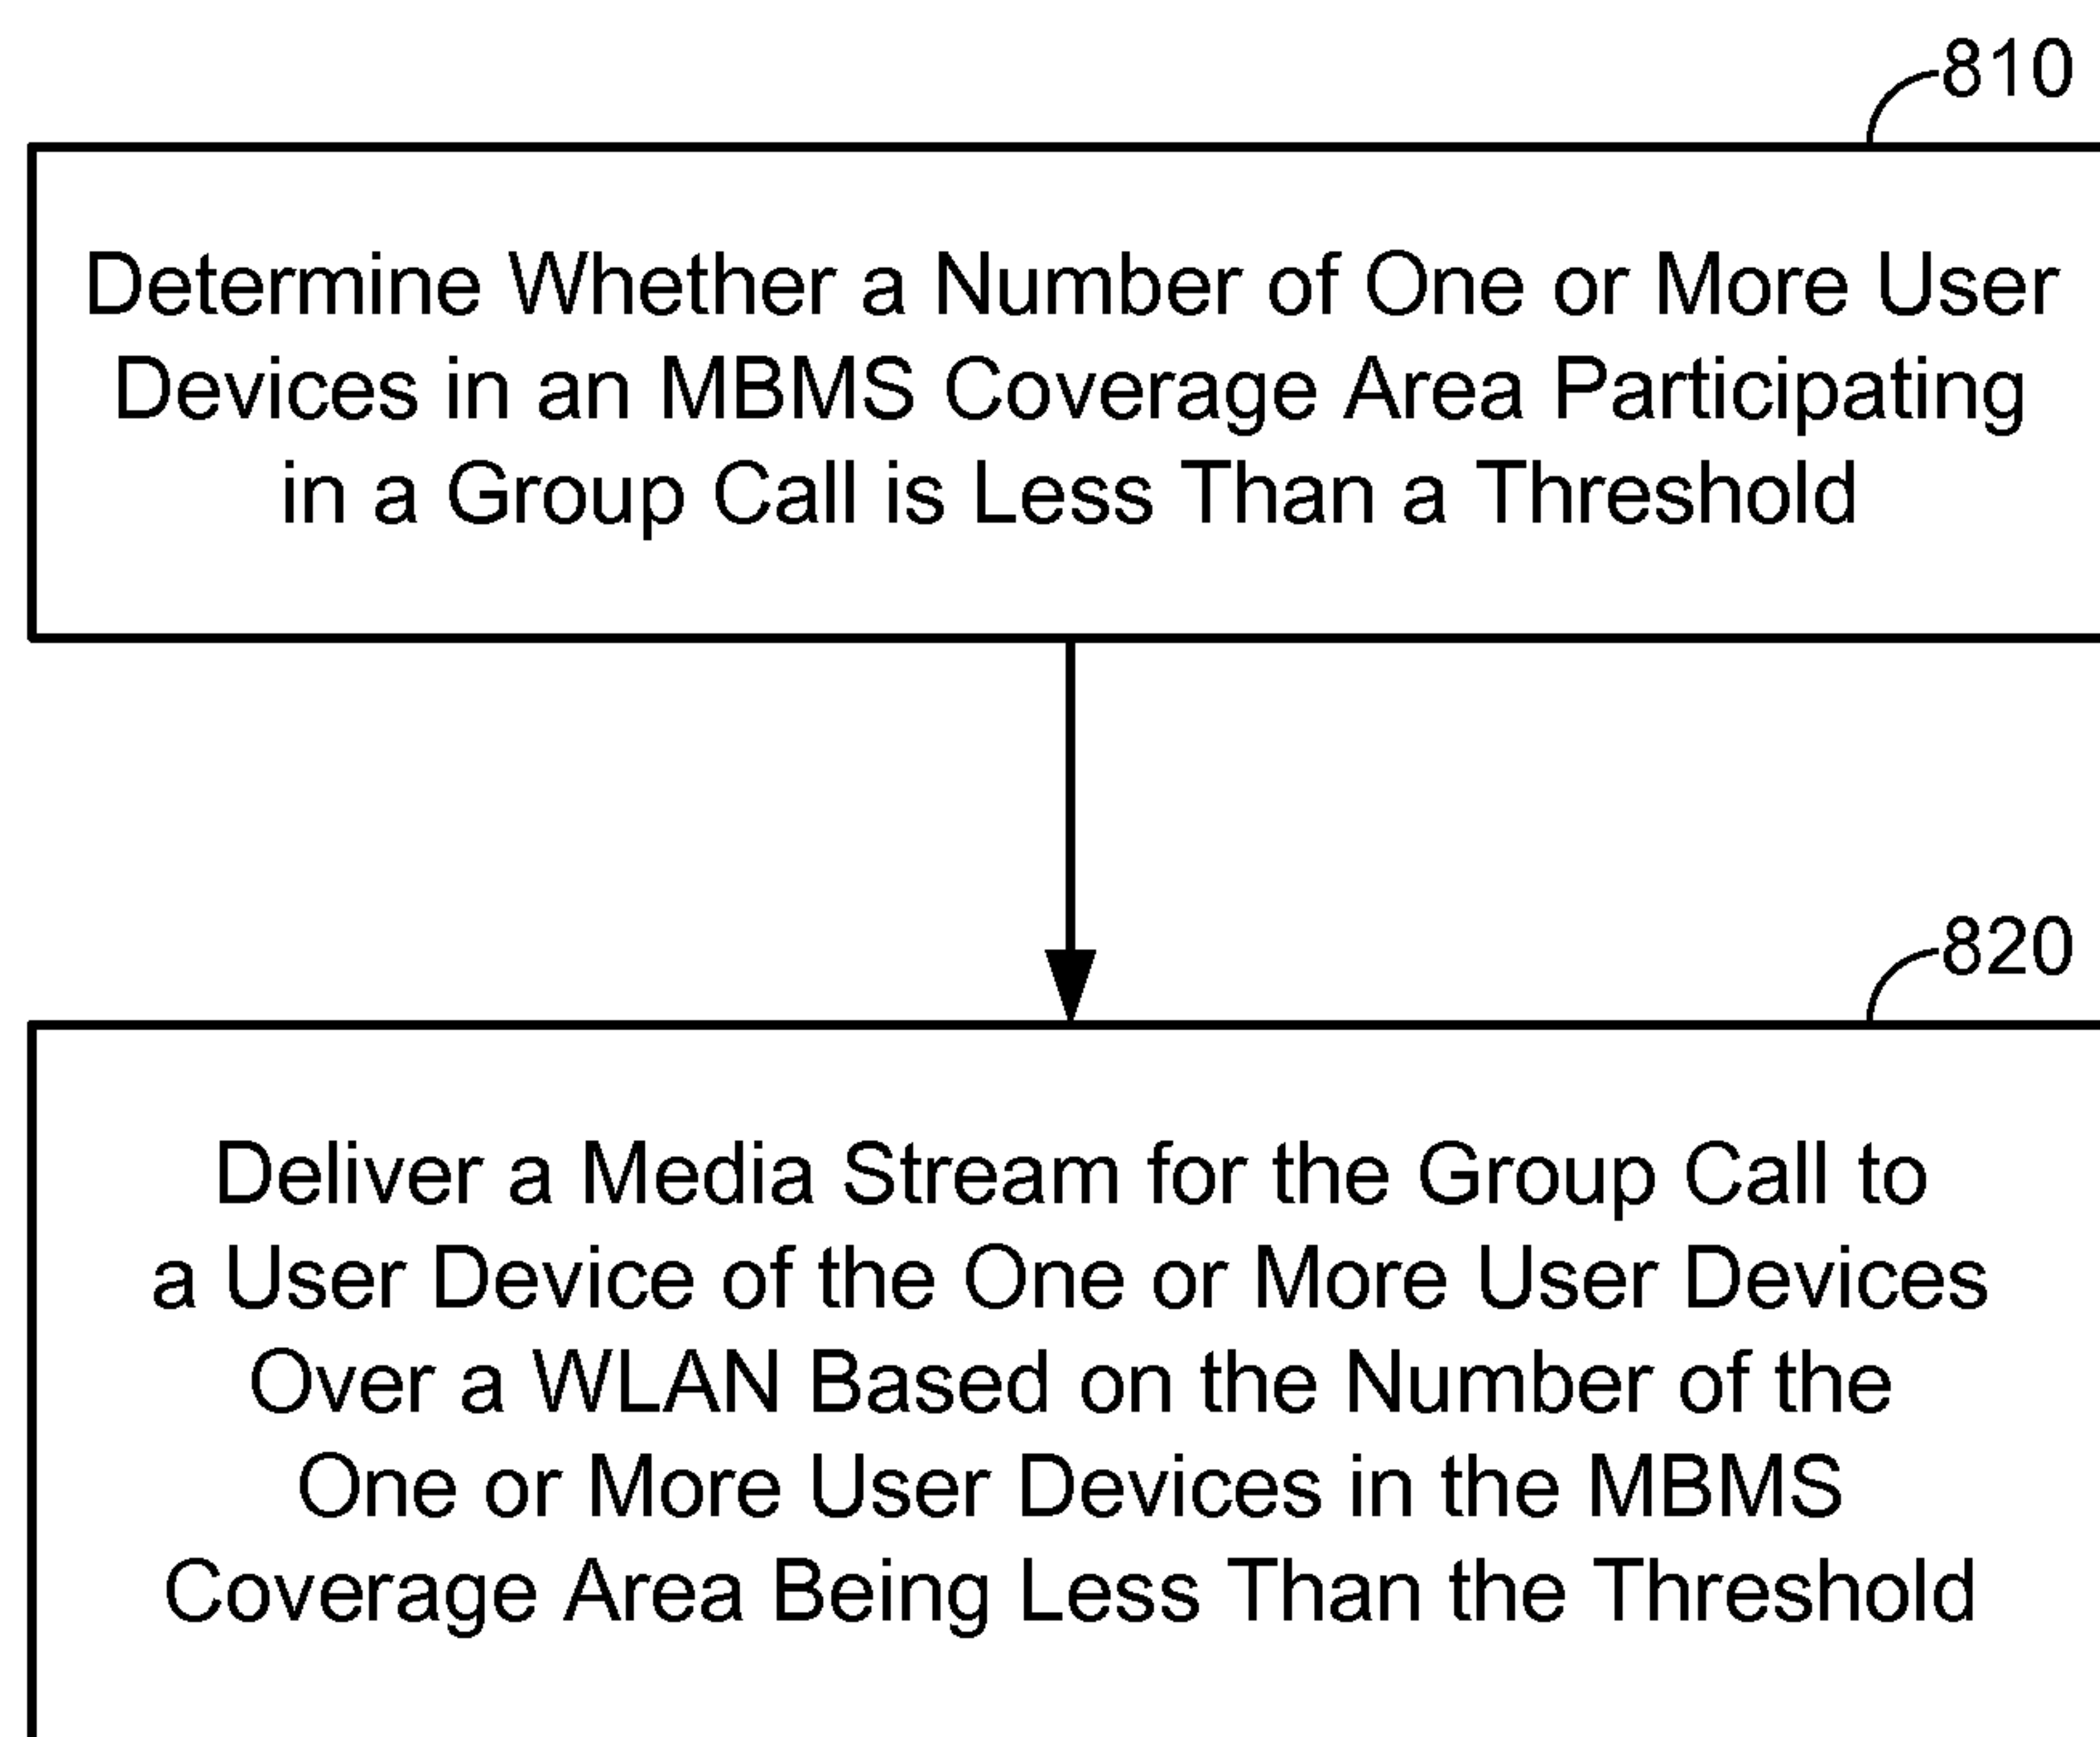 810
Determine Whether a Number of One or More User
Devices in an MBMS Coverage Area Participating
in a Group Call is Less Than a Threshold
820
Deliver a Media Stream for the Group Call to
a User Device of the One or More User Devices
Over a WLAN Based on the Number of the
One or More User Devices in the MBMS
Coverage Area Being Less Than the Threshold